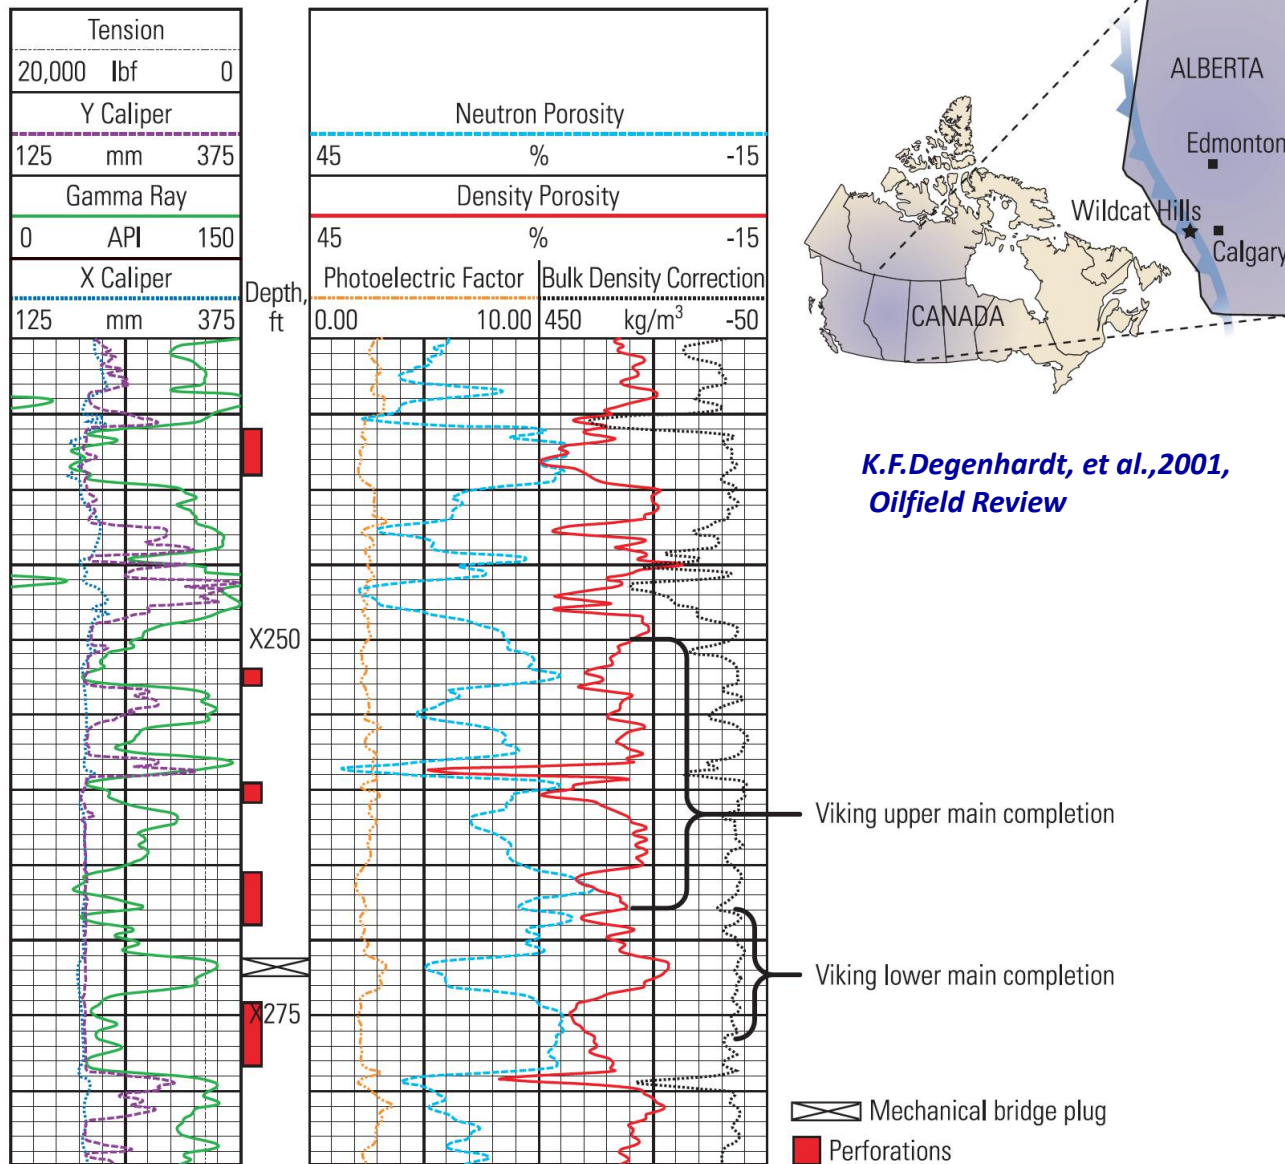 Tension
20,000 lbf 0
Y Caliper
125 mm 375
Gamma Ray
0 API 150
X Caliper
125 mm 375
Depth,
ft
Neutron Porosity
45 % -15
Density Porosity
45 % -15
Photoelectric Factor
0.00 10.00
Bulk Density Correction
450 kg/m³ -50
X250
X275
Viking upper main completion
Viking lower main completion
Mechanical bridge plug
Perforations
ALBERTA
Edmonton
Wildcat Hills
Calgary
CANADA
K.F.Degenhardt, et al.,2001,
Oilfield Review